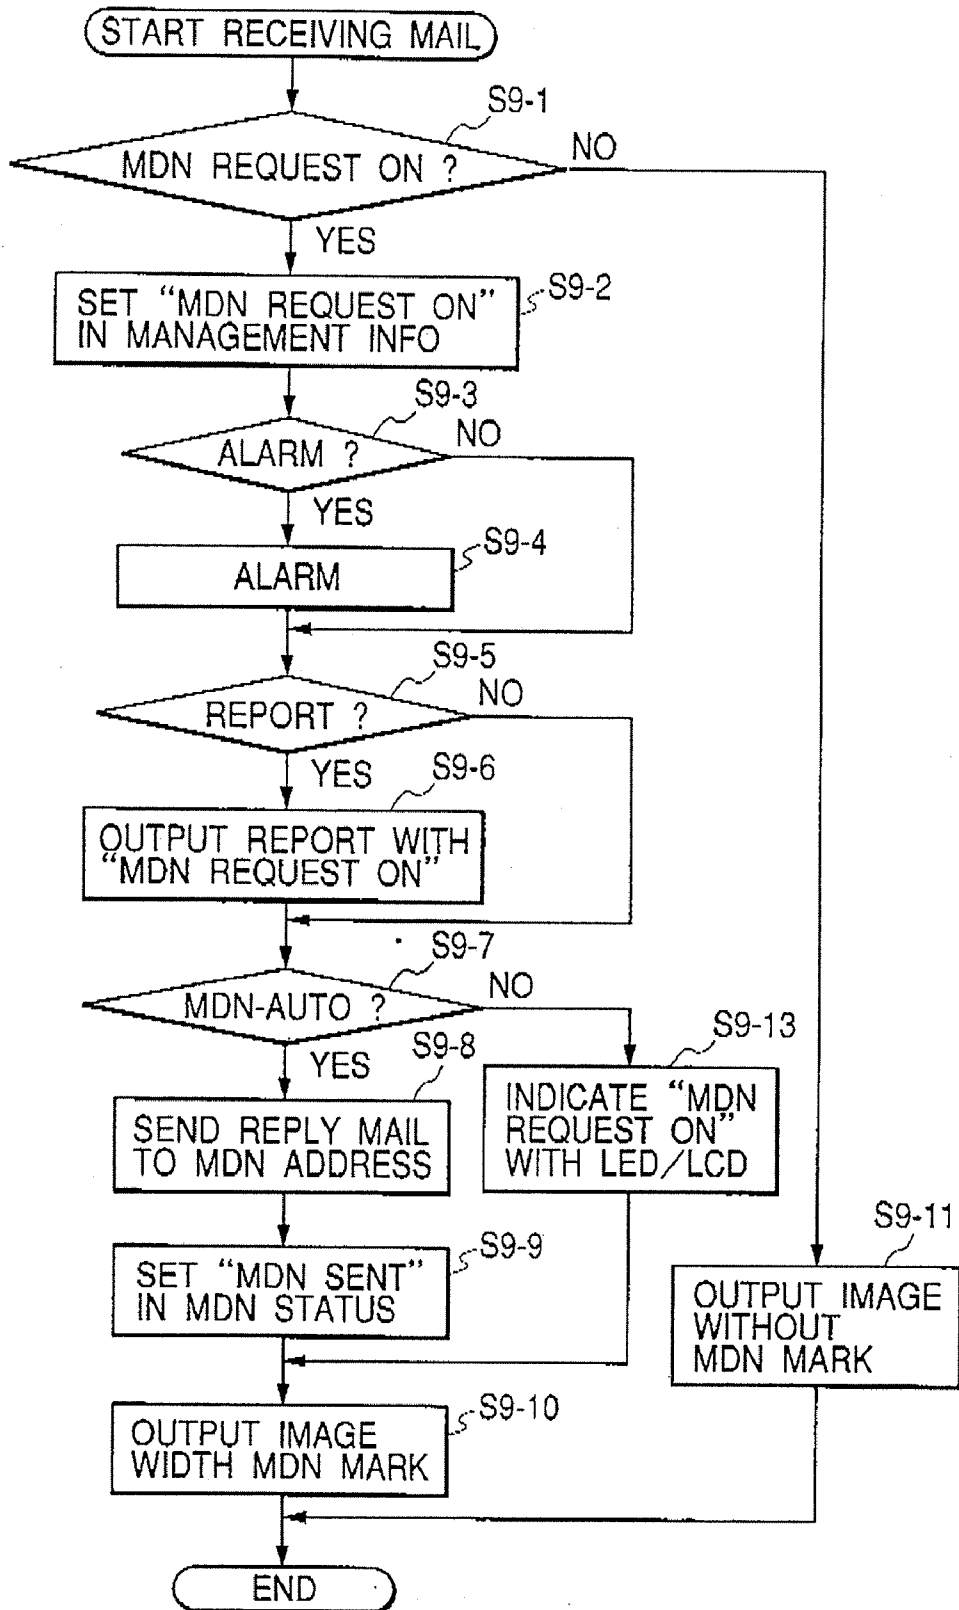 START RECEIVING MAIL
S9-1
MDN REQUEST ON ?
NO
YES
S9-2
SET “MDN REQUEST ON”
IN MANAGEMENT INFO
S9-3
ALARM ?
NO
YES
S9-4
ALARM
S9-5
REPORT ?
NO
YES
S9-6
OUTPUT REPORT WITH
“MDN REQUEST ON”
S9-7
MDN-AUTO ?
NO
YES
S9-8
SEND REPLY MAIL
TO MDN ADDRESS
S9-13
INDICATE “MDN
REQUEST ON”
WITH LED/LCD
S9-9
SET “MDN SENT”
IN MDN STATUS
S9-11
OUTPUT IMAGE
WITHOUT
MDN MARK
S9-10
OUTPUT IMAGE
WIDTH MDN MARK
END